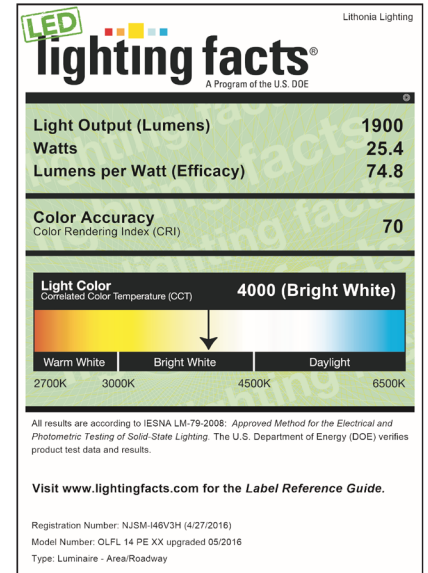 Lithonia Lighting
LED
lighting facts®
A Program of the U.S. DOE
Light Output (Lumens) 1900
Watts 25.4
Lumens per Watt (Efficacy) 74.8
Color Accuracy
Color Rendering Index (CRI) 70
Light Color
Correlated Color Temperature (CCT) 4000 (Bright White)
Warm White Bright White Daylight
2700K 3000K 4500K 6500K
All results are according to IESNA LM-79-2008: Approved Method for the Electrical and
Photometric Testing of Solid-State Lighting. The U.S. Department of Energy (DOE) verifies
product test data and results.
Visit www.lightingfacts.com for the Label Reference Guide.
Registration Number: NJSM-I46V3H (4/27/2016)
Model Number: OLFL 14 PE XX upgraded 05/2016
Type: Luminaire - Area/Roadway